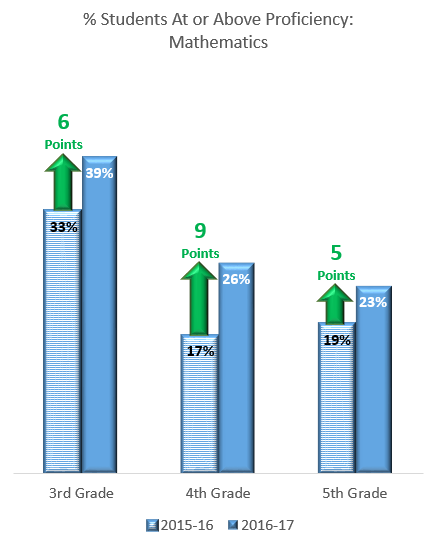 % Students At or Above Proficiency:
Mathematics
6
Points
39%
33%
9
Points
26%
17%
5
Points
23%
19%
3rd Grade
4th Grade
5th Grade
2015-16
2016-17